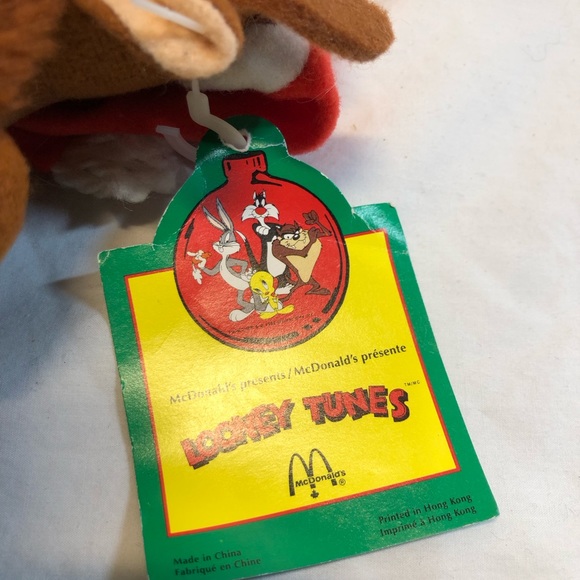 McDonald's presents/McDonald's présente
LOONEY TUNES
TM/MC
McDonald's
®
Made in China
Fabriqué en Chine
Printed in Hong Kong
Imprimé à Hong Kong